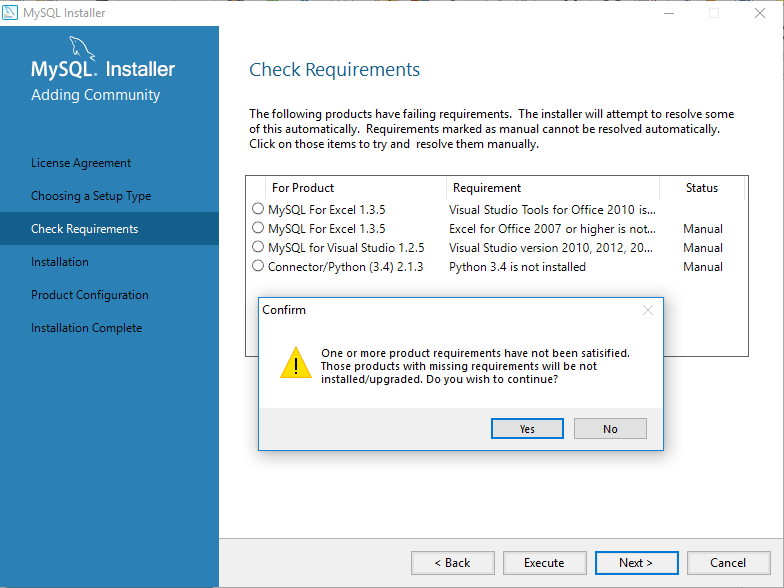 MySQL Installer
MySQL. Installer
Adding Community
License Agreement
Choosing a Setup Type
Check Requirements
Installation
Product Configuration
Installation Complete
Check Requirements
The following products have failing requirements. The installer will attempt to resolve some
of this automatically. Requirements marked as manual cannot be resolved automatically.
Click on those items to try and resolve them manually.
For Product Requirement Status
MySQL For Excel 1.3.5 Visual Studio Tools for Office 2010 is...
MySQL For Excel 1.3.5 Excel for Office 2007 or higher is not... Manual
MySQL for Visual Studio 1.2.5 Visual Studio version 2010, 2012, 20... Manual
Connector/Python (3.4) 2.1.3 Python 3.4 is not installed Manual
Confirm
One or more product requirements have not been satisified.
Those products with missing requirements will be not
installed/upgraded. Do you wish to continue?
Yes No
< Back Execute Next > Cancel